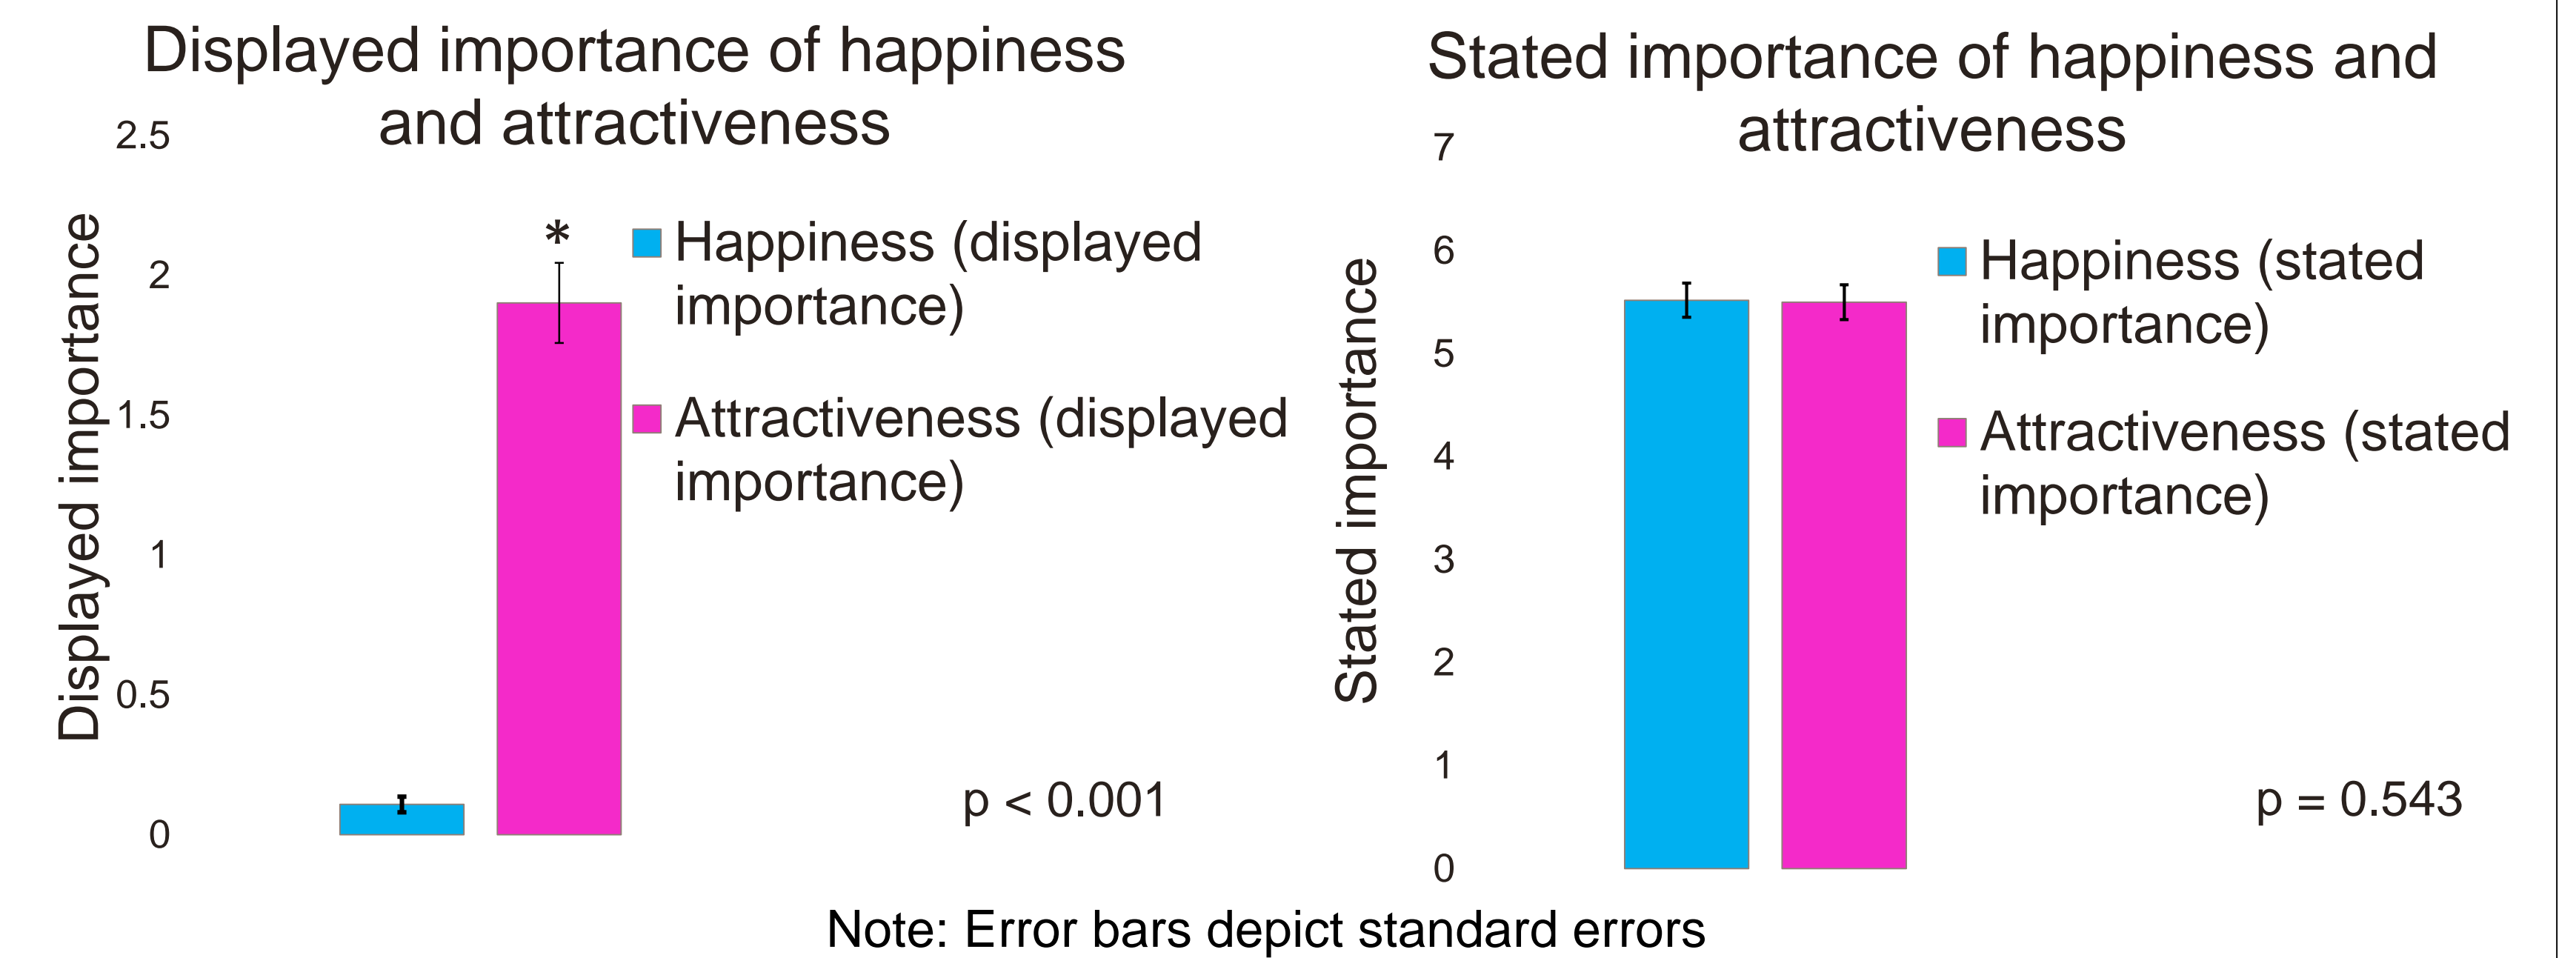 Displayed importance of happiness
and attractiveness
2.5
2
1.5
1
0.5
0
Displayed importance
*
Happiness (displayed
importance)
Attractiveness (displayed
importance)
p < 0.001
Stated importance of happiness and
attractiveness
7
6
5
4
3
2
1
0
Stated importance
Happiness (stated
importance)
Attractiveness (stated
importance)
p = 0.543
Note: Error bars depict standard errors